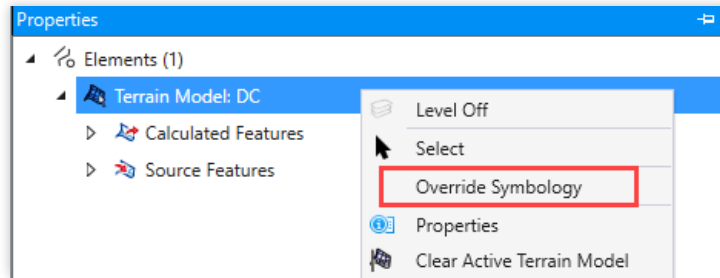 Properties
Elements (1)
Terrain Model: DC
Level Off
Calculated Features
Select
Source Features
Override Symbology
Properties
Clear Active Terrain Model